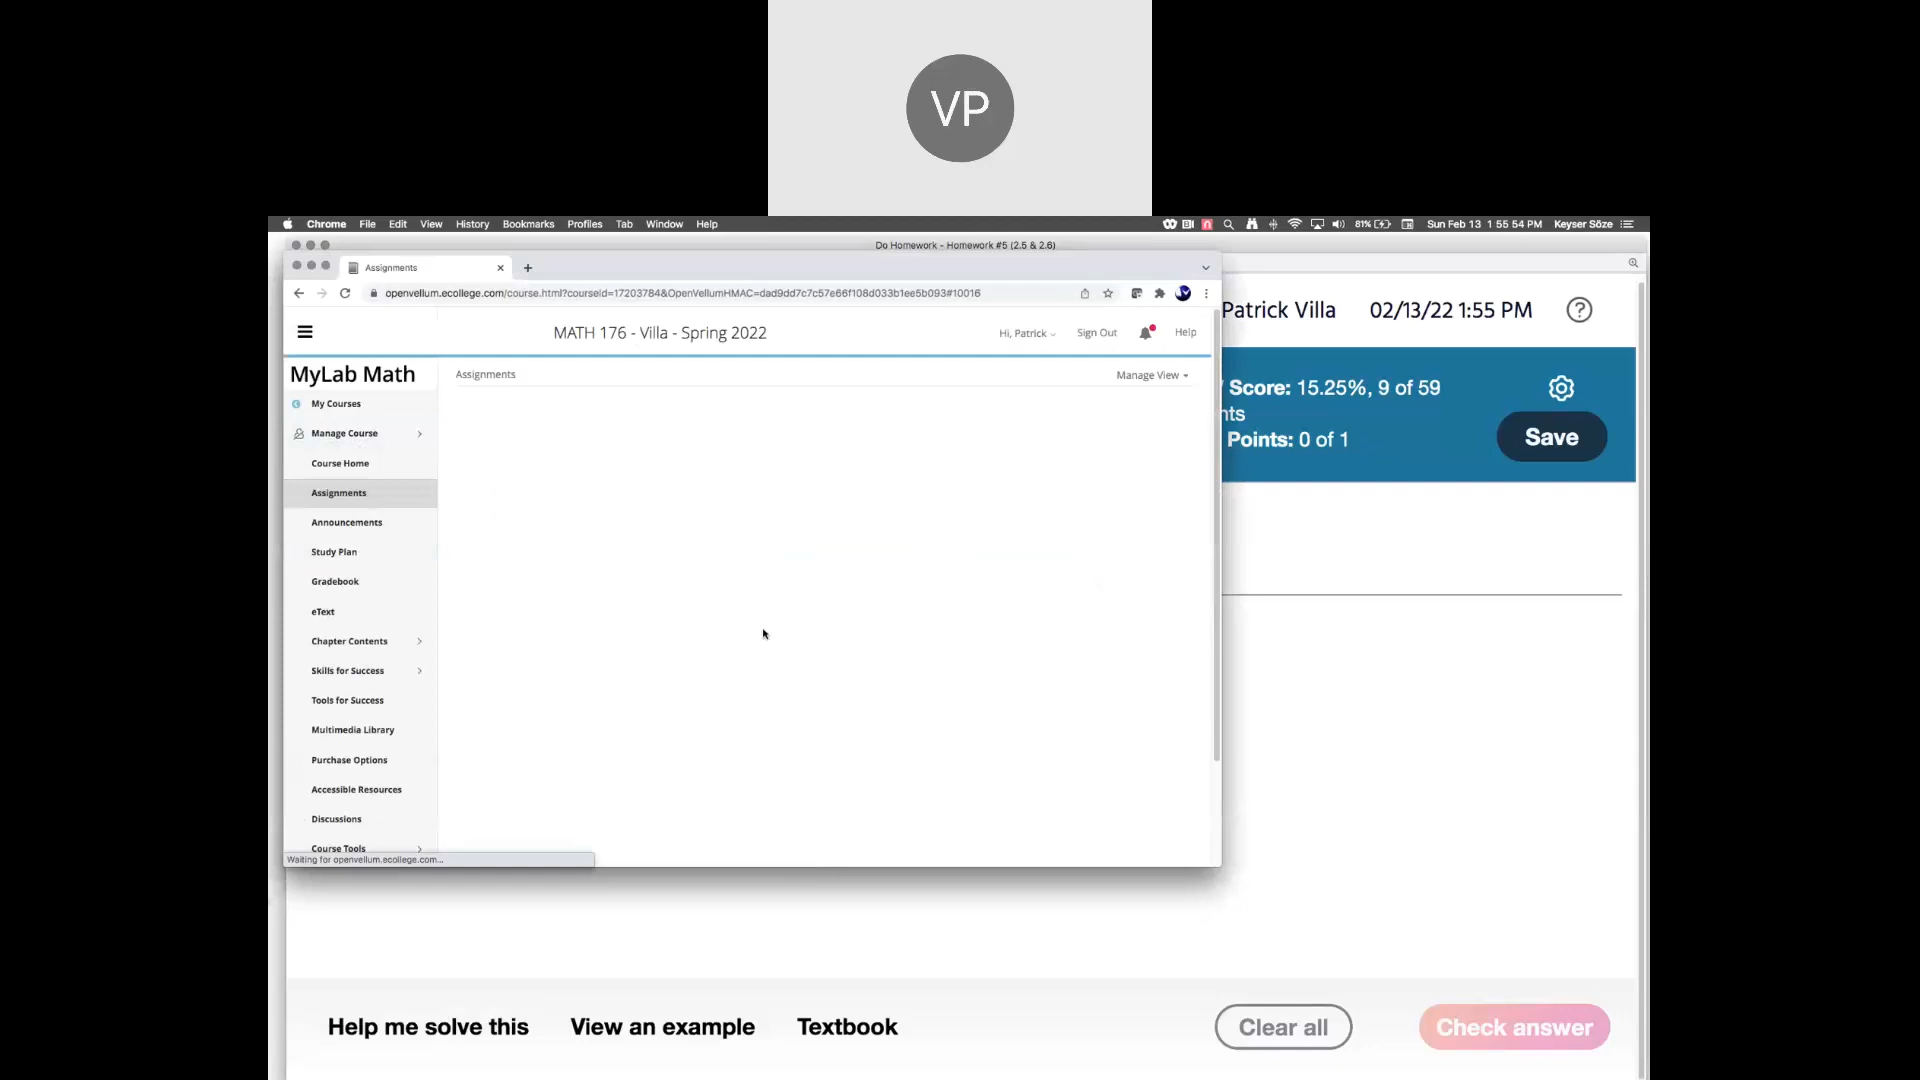 VP
Chrome File Edit View History Bookmarks Profiles Tab Window Help 81% Sun Feb 13 1 55 54 PM Keyser Söze
Do Homework - Homework #5 (2.5 & 2.6)
Assignments
openvellum.ecollege.com/course.html?courseId=17203784&OpenVellumHMAC=dad9dd7c7c57e66f108d033b1ee5b093#10016
MATH 176 - Villa - Spring 2022
Hi, Patrick
Sign Out
Help
MyLab Math
My Courses
Manage Course
Course Home
Assignments
Announcements
Study Plan
Gradebook
eText
Chapter Contents
Skills for Success
Tools for Success
Multimedia Library
Purchase Options
Accessible Resources
Discussions
Course Tools
Waiting for openvellum.ecollege.com...
Assignments
Manage View
Patrick Villa 02/13/22 1:55 PM ?
Score: 15.25%, 9 of 59
nts
Points: 0 of 1
Save
Help me solve this View an example Textbook Clear all Check answer